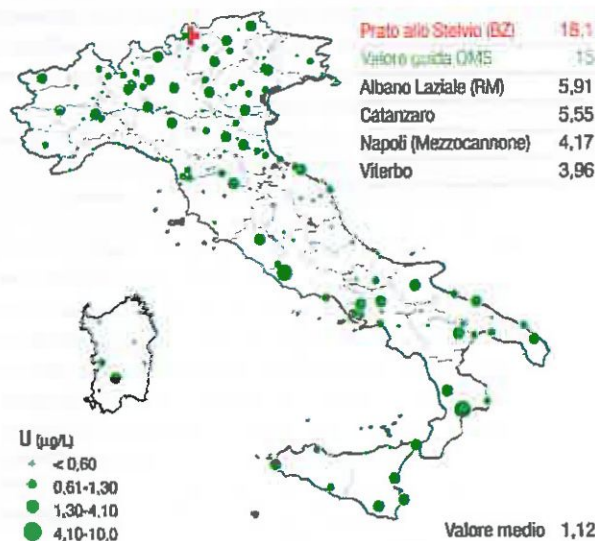 Prato allo Stelvio (BZ) 16,1
Valore guida OMS 15
Albano Laziale (RM) 5,91
Catanzaro 5,55
Napoli (Mezzocannone) 4,17
Viterbo 3,96
U (µg/L)
< 0,60
0,61-1,30
1,30-4,10
4,10-10,0
Valore medio 1,12